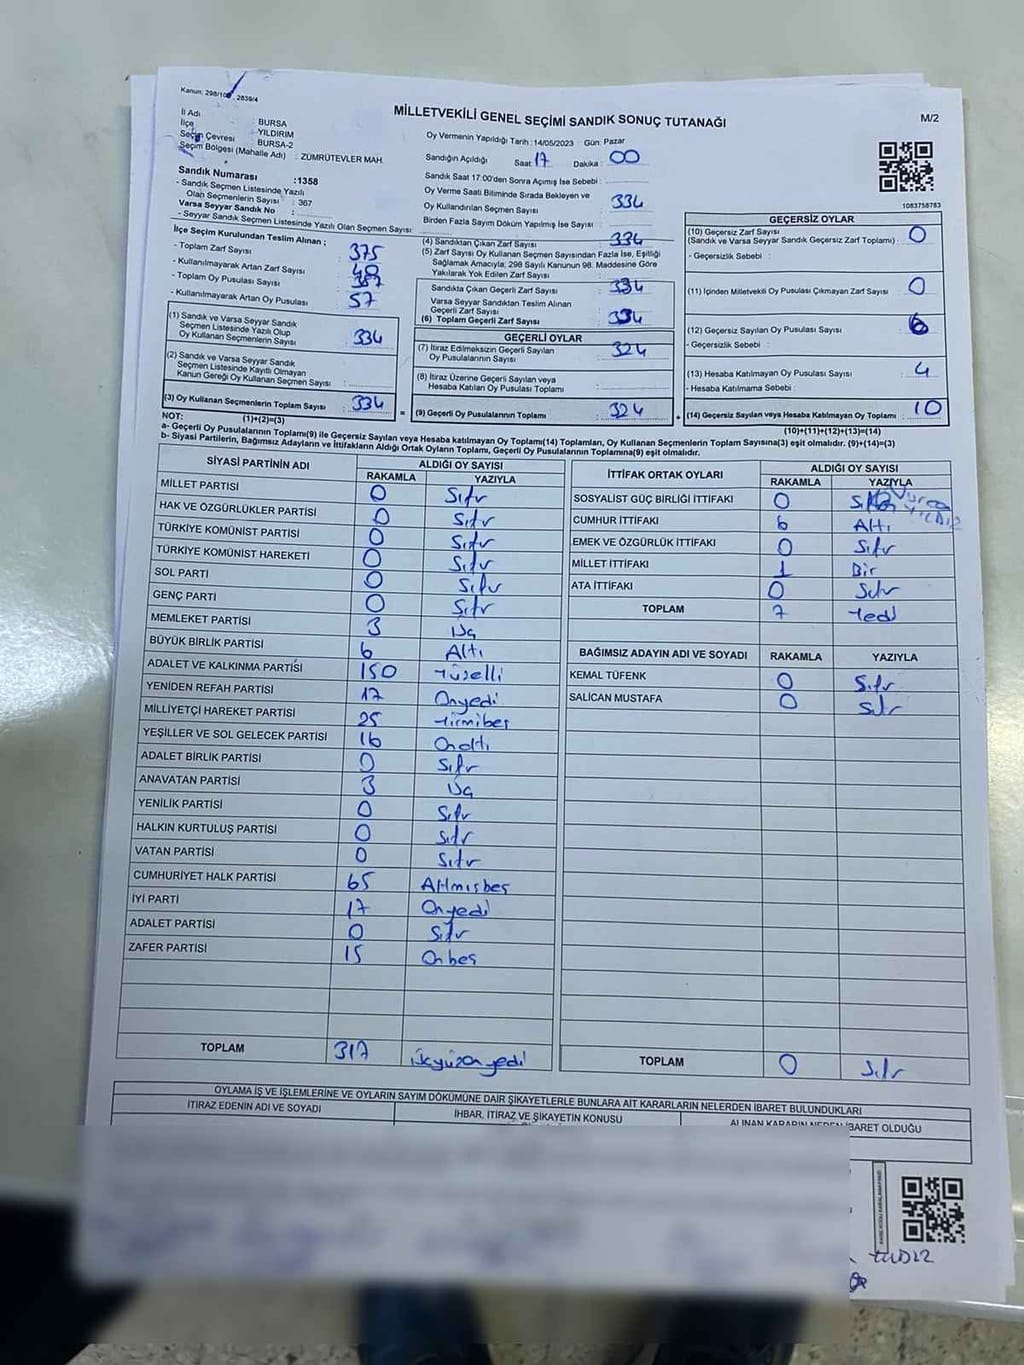 Kanun: 298/10 , 2839/4
MİLLETVEKİLİ GENEL SEÇİMİ SANDIK SONUÇ TUTANAĞI
M/2
İl Adı : BURSA
İlçe : YILDIRIM
Seçim Çevresi : BURSA-2
Seçim Bölgesi (Mahalle Adı) : ZÜMRÜTEVLER MAH.
Sandık Numarası :1358
- Sandık Seçmen Listesinde Yazılı
Olan Seçmenlerin Sayısı : 367
Varsa Seyyar Sandık No :
- Seyyar Sandık Seçmen Listesinde Yazılı Olan Seçmen Sayısı:
Oy Vermenin Yapıldığı Tarih :14/05/2023 Gün: Pazar
Sandığın Açıldığı Saat 17 Dakika : 00
Sandık Saat 17:00'den Sonra Açımış İse Sebebi :
Oy Verme Saati Bitiminde Sırada Bekleyen ve
Oy Kullandırılan Seçmen Sayısı : 334
Birden Fazla Sayım Döküm Yapılmış İse Sayısı :
1083758783
İlçe Seçim Kurulundan Teslim Alınan ;
- Toplam Zarf Sayısı : 375
- Kullanılmayarak Artan Zarf Sayısı :
- Toplam Oy Pusulası Sayısı :
- Kullanılmayarak Artan Oy Pusulası : 57
(1) Sandık ve Varsa Seyyar Sandık
Seçmen Listesinde Yazılı Olup
Oy Kullanan Seçmenlerin Sayısı : 334
(2) Sandık ve Varsa Seyyar Sandık
Seçmen Listesinde Kayıtlı Olmayan
Kanun Gereği Oy Kullanan Seçmen Sayısı :
(3) Oy Kullanan Seçmenlerin Toplam Sayısı : 334
(1)+(2)=(3)
(4) Sandıktan Çıkan Zarf Sayısı : 334
(5) Zarf Sayısı Oy Kullanan Seçmen Sayısından Fazla İse, Eşitliği
Sağlamak Amacıyla; 298 Sayılı Kanunun 98. Maddesine Göre
Yakılarak Yok Edilen Zarf Sayısı
Sandıkta Çıkan Geçerli Zarf Sayısı : 334
Varsa Seyyar Sandıktan Teslim Alınan
Geçerli Zarf Sayısı
(6) Toplam Geçerli Zarf Sayısı : 334
GEÇERLİ OYLAR
(7) İtiraz Edilmeksizin Geçerli Sayılan
Oy Pusulalarının Sayısı : 324
(8) İtiraz Üzerine Geçerli Sayılan veya
Hesaba Katılan Oy Pusulası Toplamı :
= (9) Geçerli Oy Pusulalarının Toplamı : 324 +
GEÇERSİZ OYLAR
(10) Geçersiz Zarf Sayısı
(Sandık ve Varsa Seyyar Sandık Geçersiz Zarf Toplamı) : 0
- Geçersizlik Sebebi :
(11) İçinden Milletvekili Oy Pusulası Çıkmayan Zarf Sayısı : 0
(12) Geçersiz Sayılan Oy Pusulası Sayısı : 6
- Geçersizlik Sebebi :
(13) Hesaba Katılmayan Oy Pusulası Sayısı : 4
- Hesaba Katılmama Sebebi :
(14) Geçersiz Sayılan veya Hesaba Katılmayan Oy Toplamı : 10
(10)+(11)+(12)+(13)=(14)
NOT:
a- Geçerli Oy Pusulalarının Toplamı(9) ile Geçersiz Sayılan veya Hesaba katılmayan Oy Toplamı(14) Toplamları, Oy Kullanan Seçmenlerin Toplam Sayısına(3) eşit olmalıdır. (9)+(14)=(3)
b- Siyasi Partilerin, Bağımsız Adayların ve İttifakların Aldığı Ortak Oyların Toplamı, Geçerli Oy Pusulalarının Toplamına(9) eşit olmalıdır.
SİYASİ PARTİNİN ADI ALDIĞI OY SAYISI
RAKAMLA YAZIYLA
MİLLET PARTİSİ 0 Sıfır
HAK VE ÖZGÜRLÜKLER PARTİSİ 0 Sıfır
TÜRKİYE KOMÜNİST PARTİSİ 0 Sıfır
TÜRKİYE KOMÜNİST HAREKETİ 0 Sıfır
SOL PARTİ 0 Sıfır
GENÇ PARTİ 0 Sıfır
MEMLEKET PARTİSİ 3 Üç
BÜYÜK BİRLİK PARTİSİ 6 Altı
ADALET VE KALKINMA PARTİSİ 150 Yüzelli
YENİDEN REFAH PARTİSİ 17 Onyedi
MİLLİYETÇİ HAREKET PARTİSİ 25 Yirmibeş
YEŞİLLER VE SOL GELECEK PARTİSİ 16 Onaltı
ADALET BİRLİK PARTİSİ 0 Sıfır
ANAVATAN PARTİSİ 3 Üç
YENİLİK PARTİSİ 0 Sıfır
HALKIN KURTULUŞ PARTİSİ 0 Sıfır
VATAN PARTİSİ 0 Sıfır
CUMHURİYET HALK PARTİSİ 65 Altmışbeş
İYİ PARTİ 17 Onyedi
ADALET PARTİSİ 0 Sıfır
ZAFER PARTİSİ 15 Onbeş
TOPLAM 317 Üçyüzonyedi
İTTİFAK ORTAK OYLARI ALDIĞI OY SAYISI
RAKAMLA YAZIYLA
SOSYALİST GÜÇ BİRLİĞİ İTTİFAKI 0
CUMHUR İTTİFAKI 6 Altı
EMEK VE ÖZGÜRLÜK İTTİFAKI 0 Sıfır
MİLLET İTTİFAKI 1 Bir
ATA İTTİFAKI 0 Sıfır
TOPLAM 7 Yedi
BAĞIMSIZ ADAYIN ADI VE SOYADI RAKAMLA YAZIYLA
KEMAL TÜFENK 0 Sıfır
SALİCAN MUSTAFA 0 Sıfır
TOPLAM 0 Sıfır
OYLAMA İŞ VE İŞLEMLERİNE VE OYLARIN SAYIM DÖKÜMÜNE DAİR ŞİKAYETLERLE BUNLARA AİT KARARLARIN NELERDEN İBARET BULUNDUKLARI
İTİRAZ EDENİN ADI VE SOYADI
İHBAR, İTİRAZ VE ŞİKAYETİN KONUSU
ALINAN KARARIN NEDEN İBARET OLDUĞU